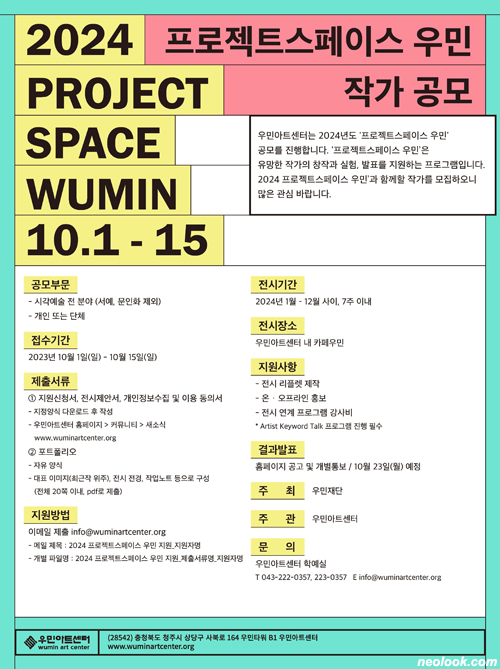 2024
프로젝트스페이스 우민
PROJECT
작가 공모
SPACE
WUMIN
10.1 - 15
우민아트센터는 2024년도 '프로젝트스페이스 우민'
공모를 진행합니다. '프로젝트스페이스 우민'은
유망한 작가의 창작과 실험, 발표를 지원하는 프로그램입니다.
2024 프로젝트스페이스 우민'과 함께할 작가를 모집하오니
많은 관심 바랍니다.
공모부문
- 시각예술 전 분야 (서예, 문인화 제외)
- 개인 또는 단체
접수기간
2023년 10월 1일(일) - 10월 15일(일)
제출서류
① 지원신청서, 전시제안서, 개인정보수집 및 이용 동의서
- 지정양식 다운로드 후 작성
- 우민아트센터 홈페이지 > 커뮤니티 > 새소식
www.wuminartcenter.org
② 포트폴리오
- 자유 양식
- 대표 이미지(최근작 위주), 전시 전경, 작업노트 등으로 구성
(전체 20쪽 이내, pdf로 제출)
지원방법
이메일 제출 info@wuminartcenter.org
- 메일 제목 : 2024 프로젝트스페이스 우민 지원_지원자명
- 개별 파일명 : 2024 프로젝트스페이스 우민 지원_제출서류명_지원자명
전시기간
2024년 1월 - 12월 사이, 7주 이내
전시장소
우민아트센터 내 카페우민
지원사항
- 전시 리플렛 제작
- 온 · 오프라인 홍보
- 전시 연계 프로그램 강사비
* Artist Keyword Talk 프로그램 진행 필수
결과발표
홈페이지 공고 및 개별통보 / 10월 23일(월) 예정
주 최 우민재단
주 관 우민아트센터
문 의
우민아트센터 학예실
T 043-222-0357, 223-0357 E info@wuminartcenter.org
우민아트센터
wumin art center
(28542) 충청북도 청주시 상당구 사북로 164 우민타워 B1 우민아트센터
www.wuminartcenter.org
neolook.com